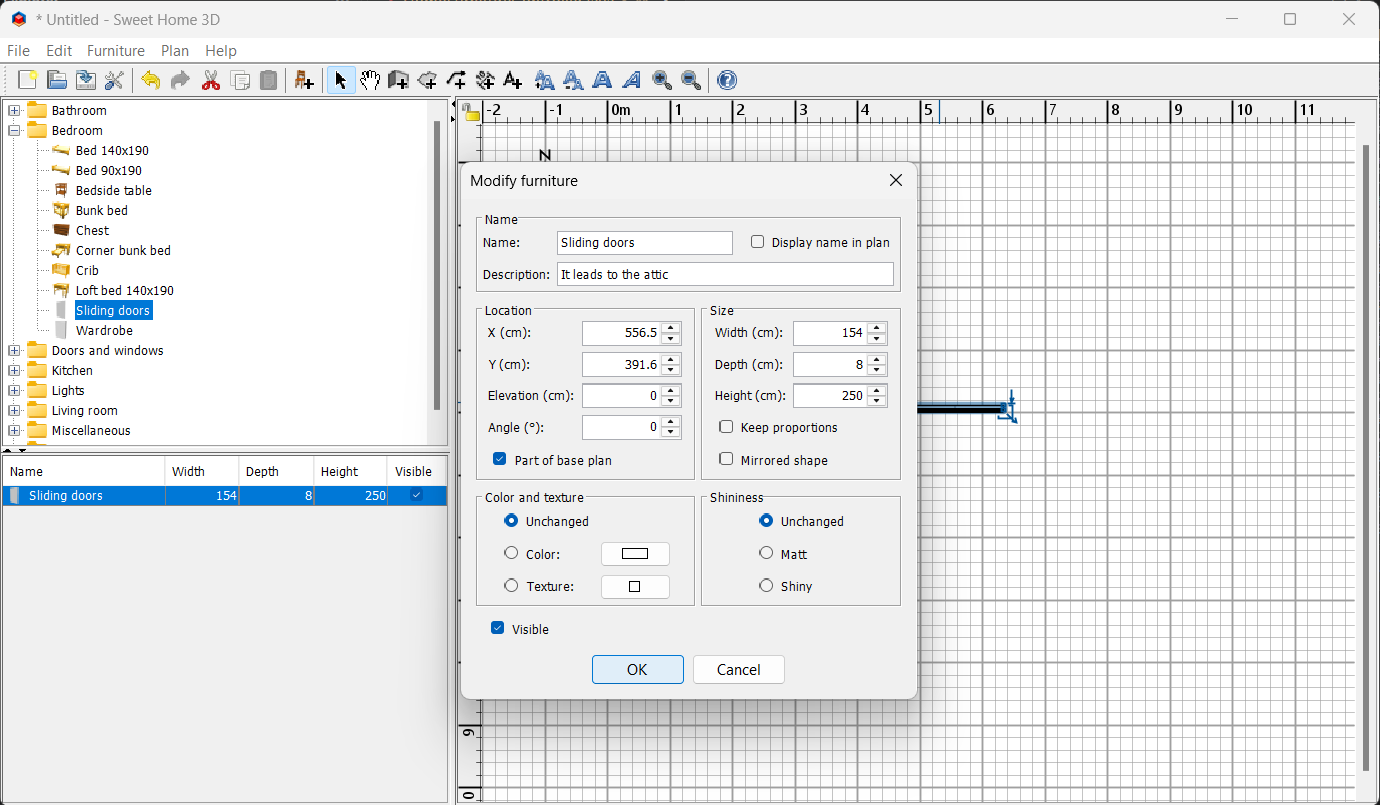 * Untitled - Sweet Home 3D
File Edit Furniture Plan Help
Bathroom
Bedroom
Bed 140x190
Bed 90x190
Bedside table
Bunk bed
Chest
Corner bunk bed
Crib
Loft bed 140x190
Sliding doors
Wardrobe
Doors and windows
Kitchen
Lights
Living room
Miscellaneous
Name Width Depth Height Visible
Sliding doors 154 8 250
-2 -1 0m 1 2 3 4 5 6 7 8 9 10 11
N
Modify furniture
Name
Name: Sliding doors Display name in plan
Description: It leads to the attic
Location
X (cm): 556.5
Y (cm): 391.6
Elevation (cm): 0
Angle (°): 0
Part of base plan
Size
Width (cm): 154
Depth (cm): 8
Height (cm): 250
Keep proportions
Mirrored shape
Color and texture
Unchanged
Color:
Texture:
Shininess
Unchanged
Matt
Shiny
Visible
OK Cancel
9
0